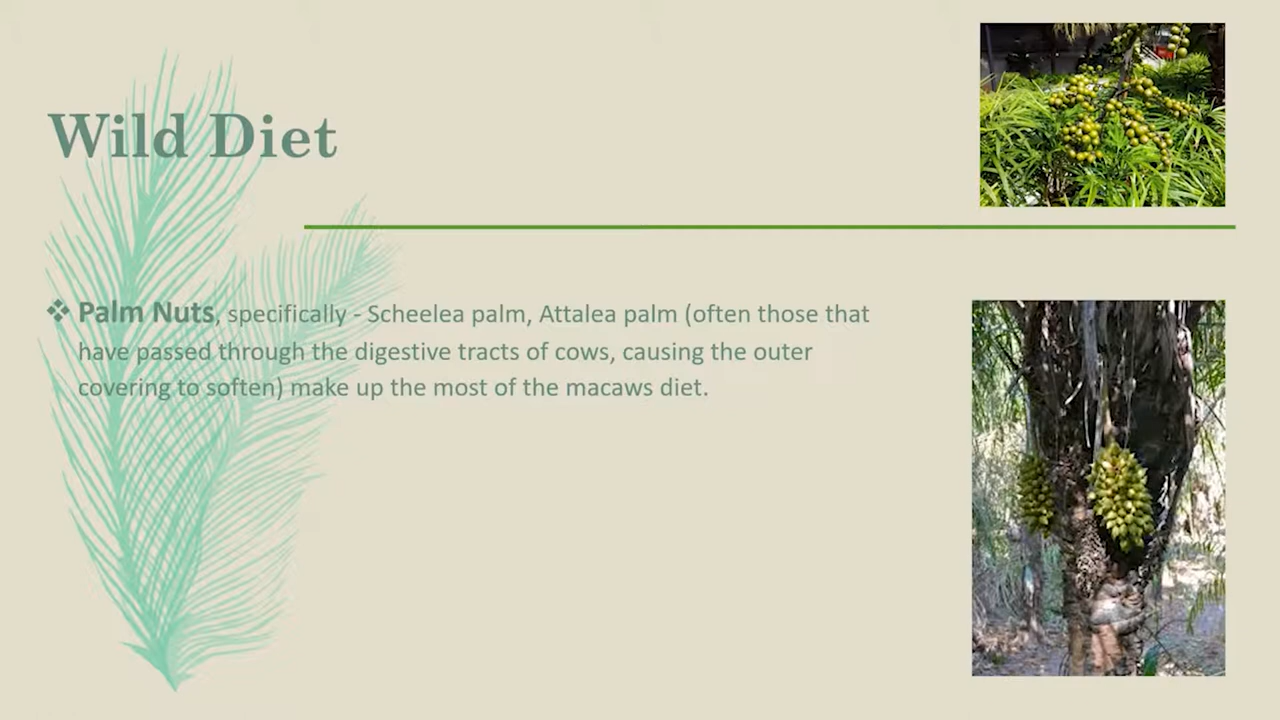 Wild Diet
❖ Palm Nuts, specifically - Scheelea palm, Attalea palm (often those that
have passed through the digestive tracts of cows, causing the outer
covering to soften) make up the most of the macaws diet.